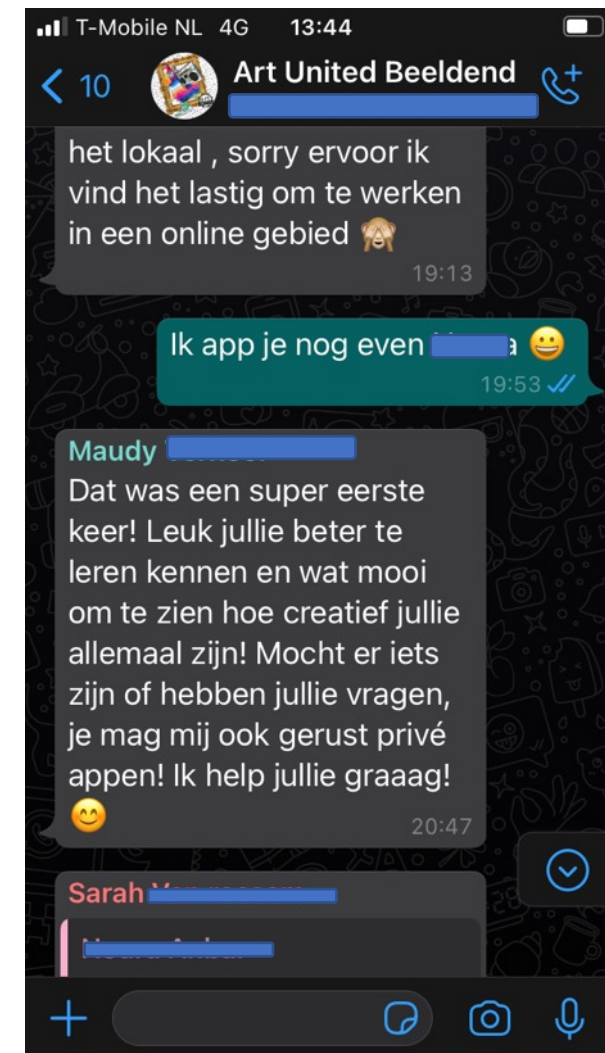 T-Mobile NL 4G 13:44
10 Art United Beeldend
het lokaal , sorry ervoor ik
vind het lastig om te werken
in een online gebied 🙈
19:13
Ik app je nog even a 😀
19:53
Maudy
Dat was een super eerste
keer! Leuk jullie beter te
leren kennen en wat mooi
om te zien hoe creatief jullie
allemaal zijn! Mocht er iets
zijn of hebben jullie vragen,
je mag mij ook gerust privé
appen! Ik help jullie graaag!
😊
20:47
Sarah